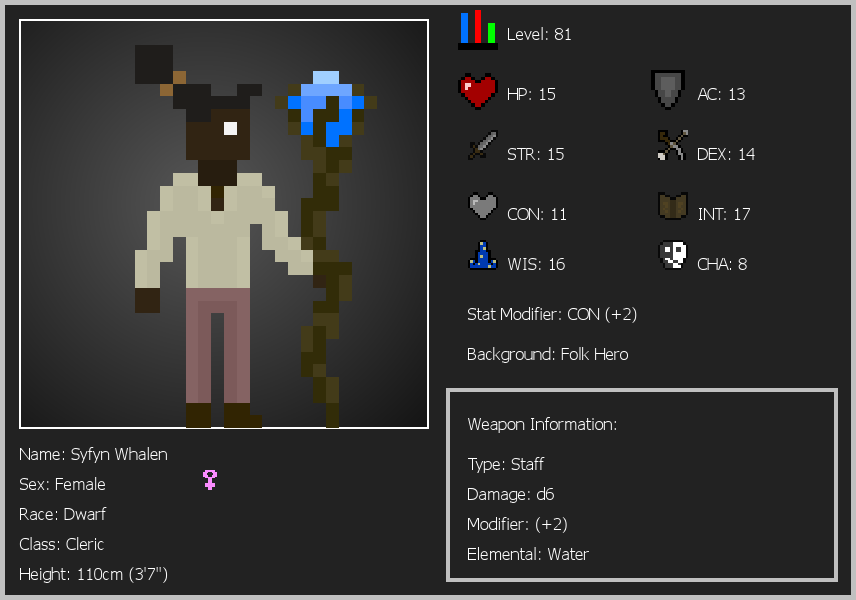 Level: 81
HP: 15
AC: 13
STR: 15
DEX: 14
CON: 11
INT: 17
WIS: 16
CHA: 8
Stat Modifier: CON (+2)
Background: Folk Hero
Weapon Information:
Type: Staff
Damage: d6
Modifier: (+2)
Elemental: Water
Name: Syfyn Whalen
Sex: Female
Race: Dwarf
Class: Cleric
Height: 110cm (3'7")